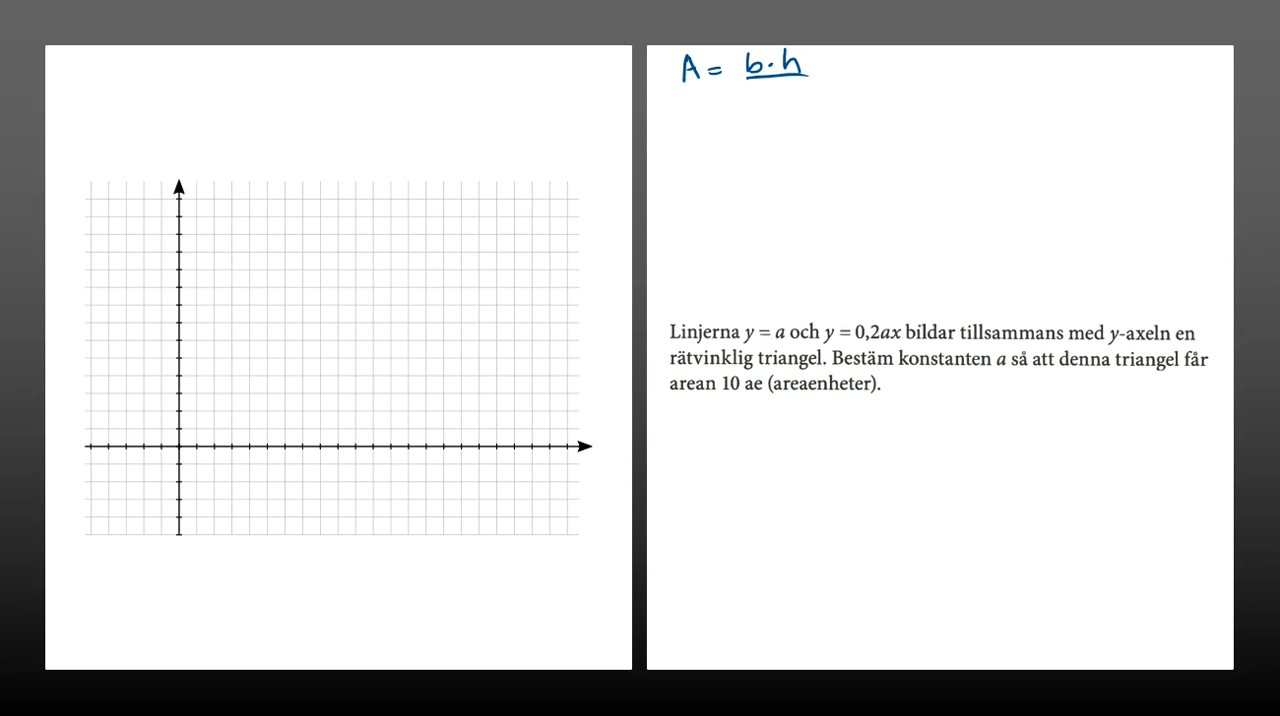 A = b·h
Linjerna y = a och y = 0,2ax bildar tillsammans med y-axeln en
rätvinklig triangel. Bestäm konstanten a så att denna triangel får
arean 10 ae (areaenheter).